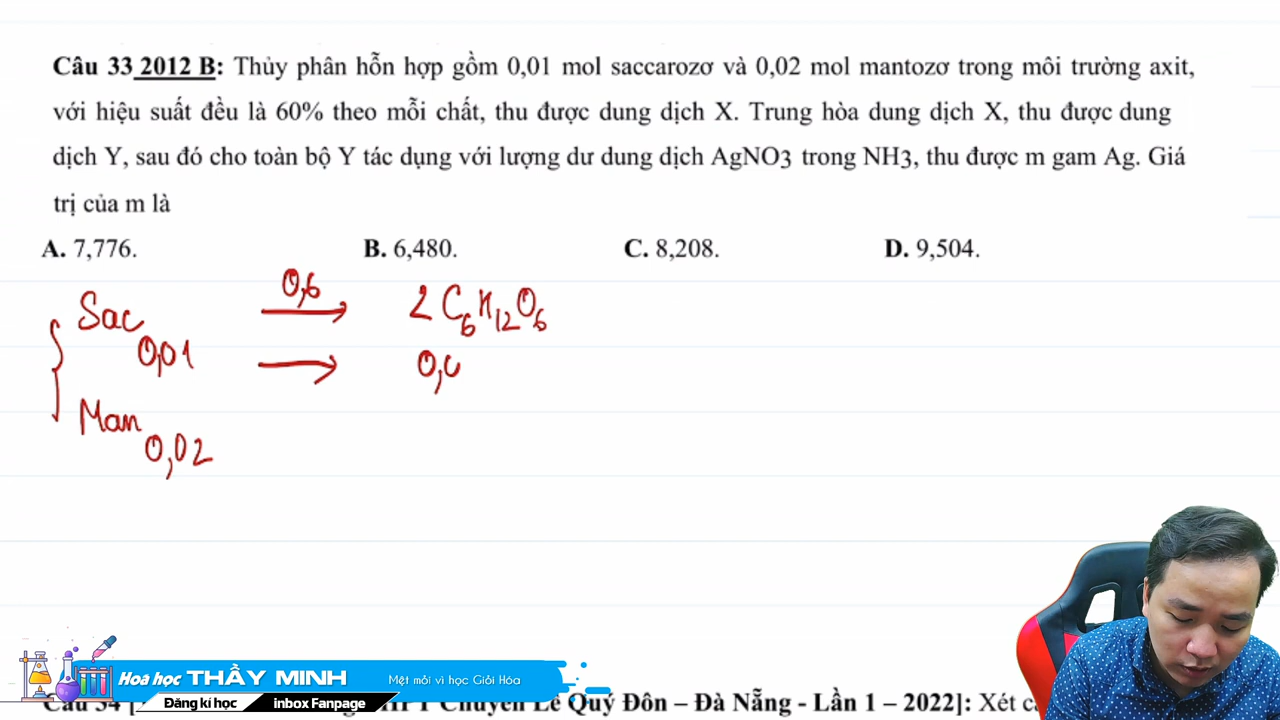 Câu 33 2012 B: Thủy phân hỗn hợp gồm 0,01 mol saccarozơ và 0,02 mol mantozơ trong môi trường axit,
với hiệu suất đều là 60% theo mỗi chất, thu được dung dịch X. Trung hòa dung dịch X, thu được dung
dịch Y, sau đó cho toàn bộ Y tác dụng với lượng dư dung dịch AgNO3 trong NH3, thu được m gam Ag. Giá
trị của m là
A. 7,776. B. 6,480. C. 8,208. D. 9,504.
Sac 0,01 0,6 2 C6H12O6
Man 0,02
Hoá học THẦY MINH Mệt mỏi vì học Giỏi Hóa
Đăng kí học inbox Fanpage
Câu 34 Chuyên Lê Quý Đôn – Đà Nẵng - Lần 1 – 2022]: Xét